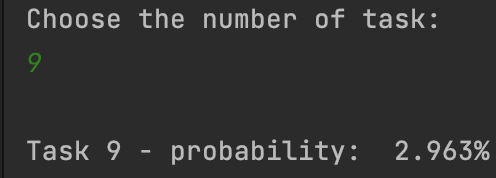 Choose the number of task:
9
Task 9 - probability:  2.963%